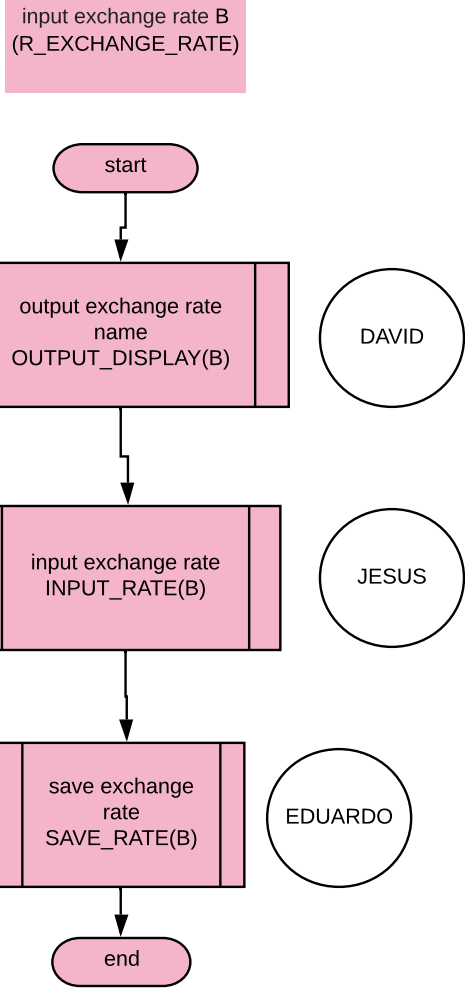 input exchange rate B
(R_EXCHANGE_RATE)
start
output exchange rate
name
OUTPUT_DISPLAY(B)
DAVID
input exchange rate
INPUT_RATE(B)
JESUS
save exchange
rate
SAVE_RATE(B)
EDUARDO
end